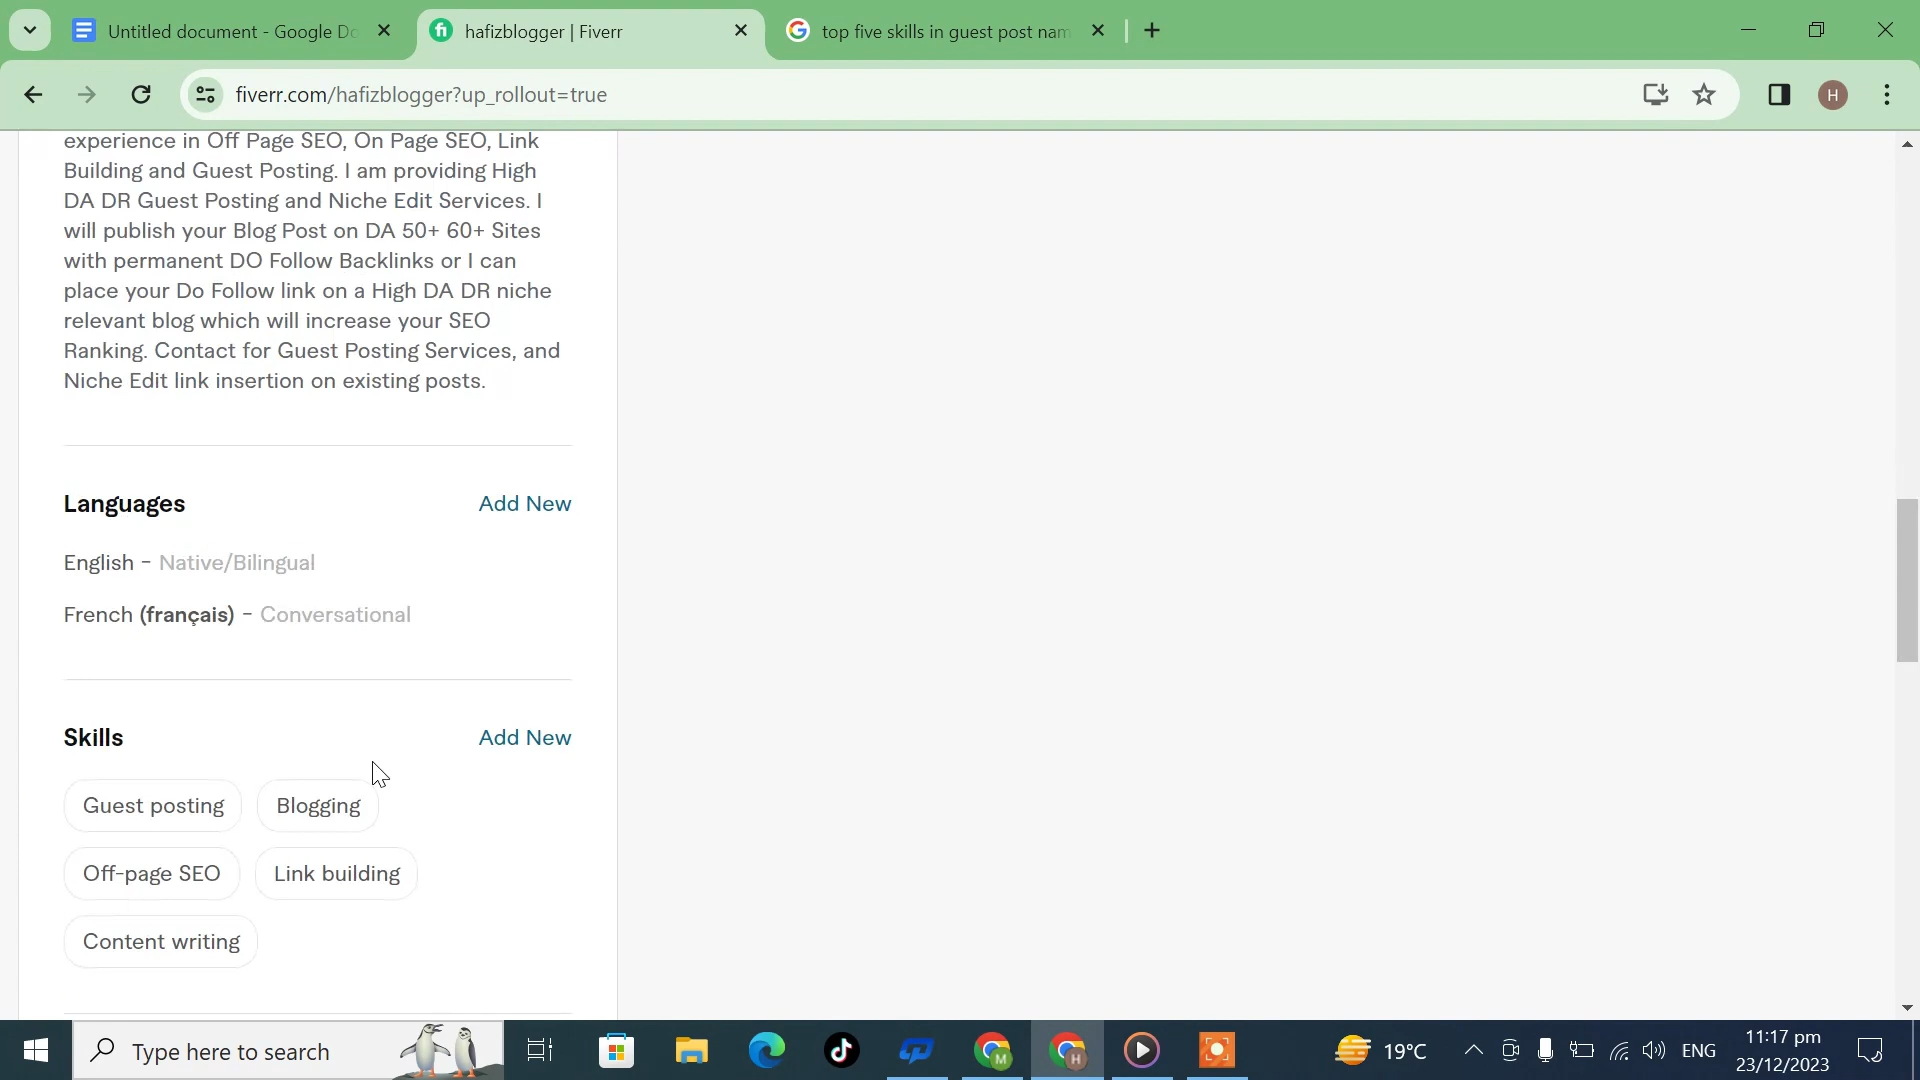 Untitled document - Google Do
hafizblogger | Fiverr
top five skills in guest post nam
fiverr.com/hafizblogger?up_rollout=true
H
experience in Off Page SEO, On Page SEO, Link
Building and Guest Posting. I am providing High
DA DR Guest Posting and Niche Edit Services. I
will publish your Blog Post on DA 50+ 60+ Sites
with permanent DO Follow Backlinks or I can
place your Do Follow link on a High DA DR niche
relevant blog which will increase your SEO
Ranking. Contact for Guest Posting Services, and
Niche Edit link insertion on existing posts.
Languages Add New
English - Native/Bilingual
French (français) - Conversational
Skills Add New
Guest posting Blogging
Off-page SEO Link building
Content writing
Type here to search
M
H
19°C
ENG
11:17 pm
23/12/2023